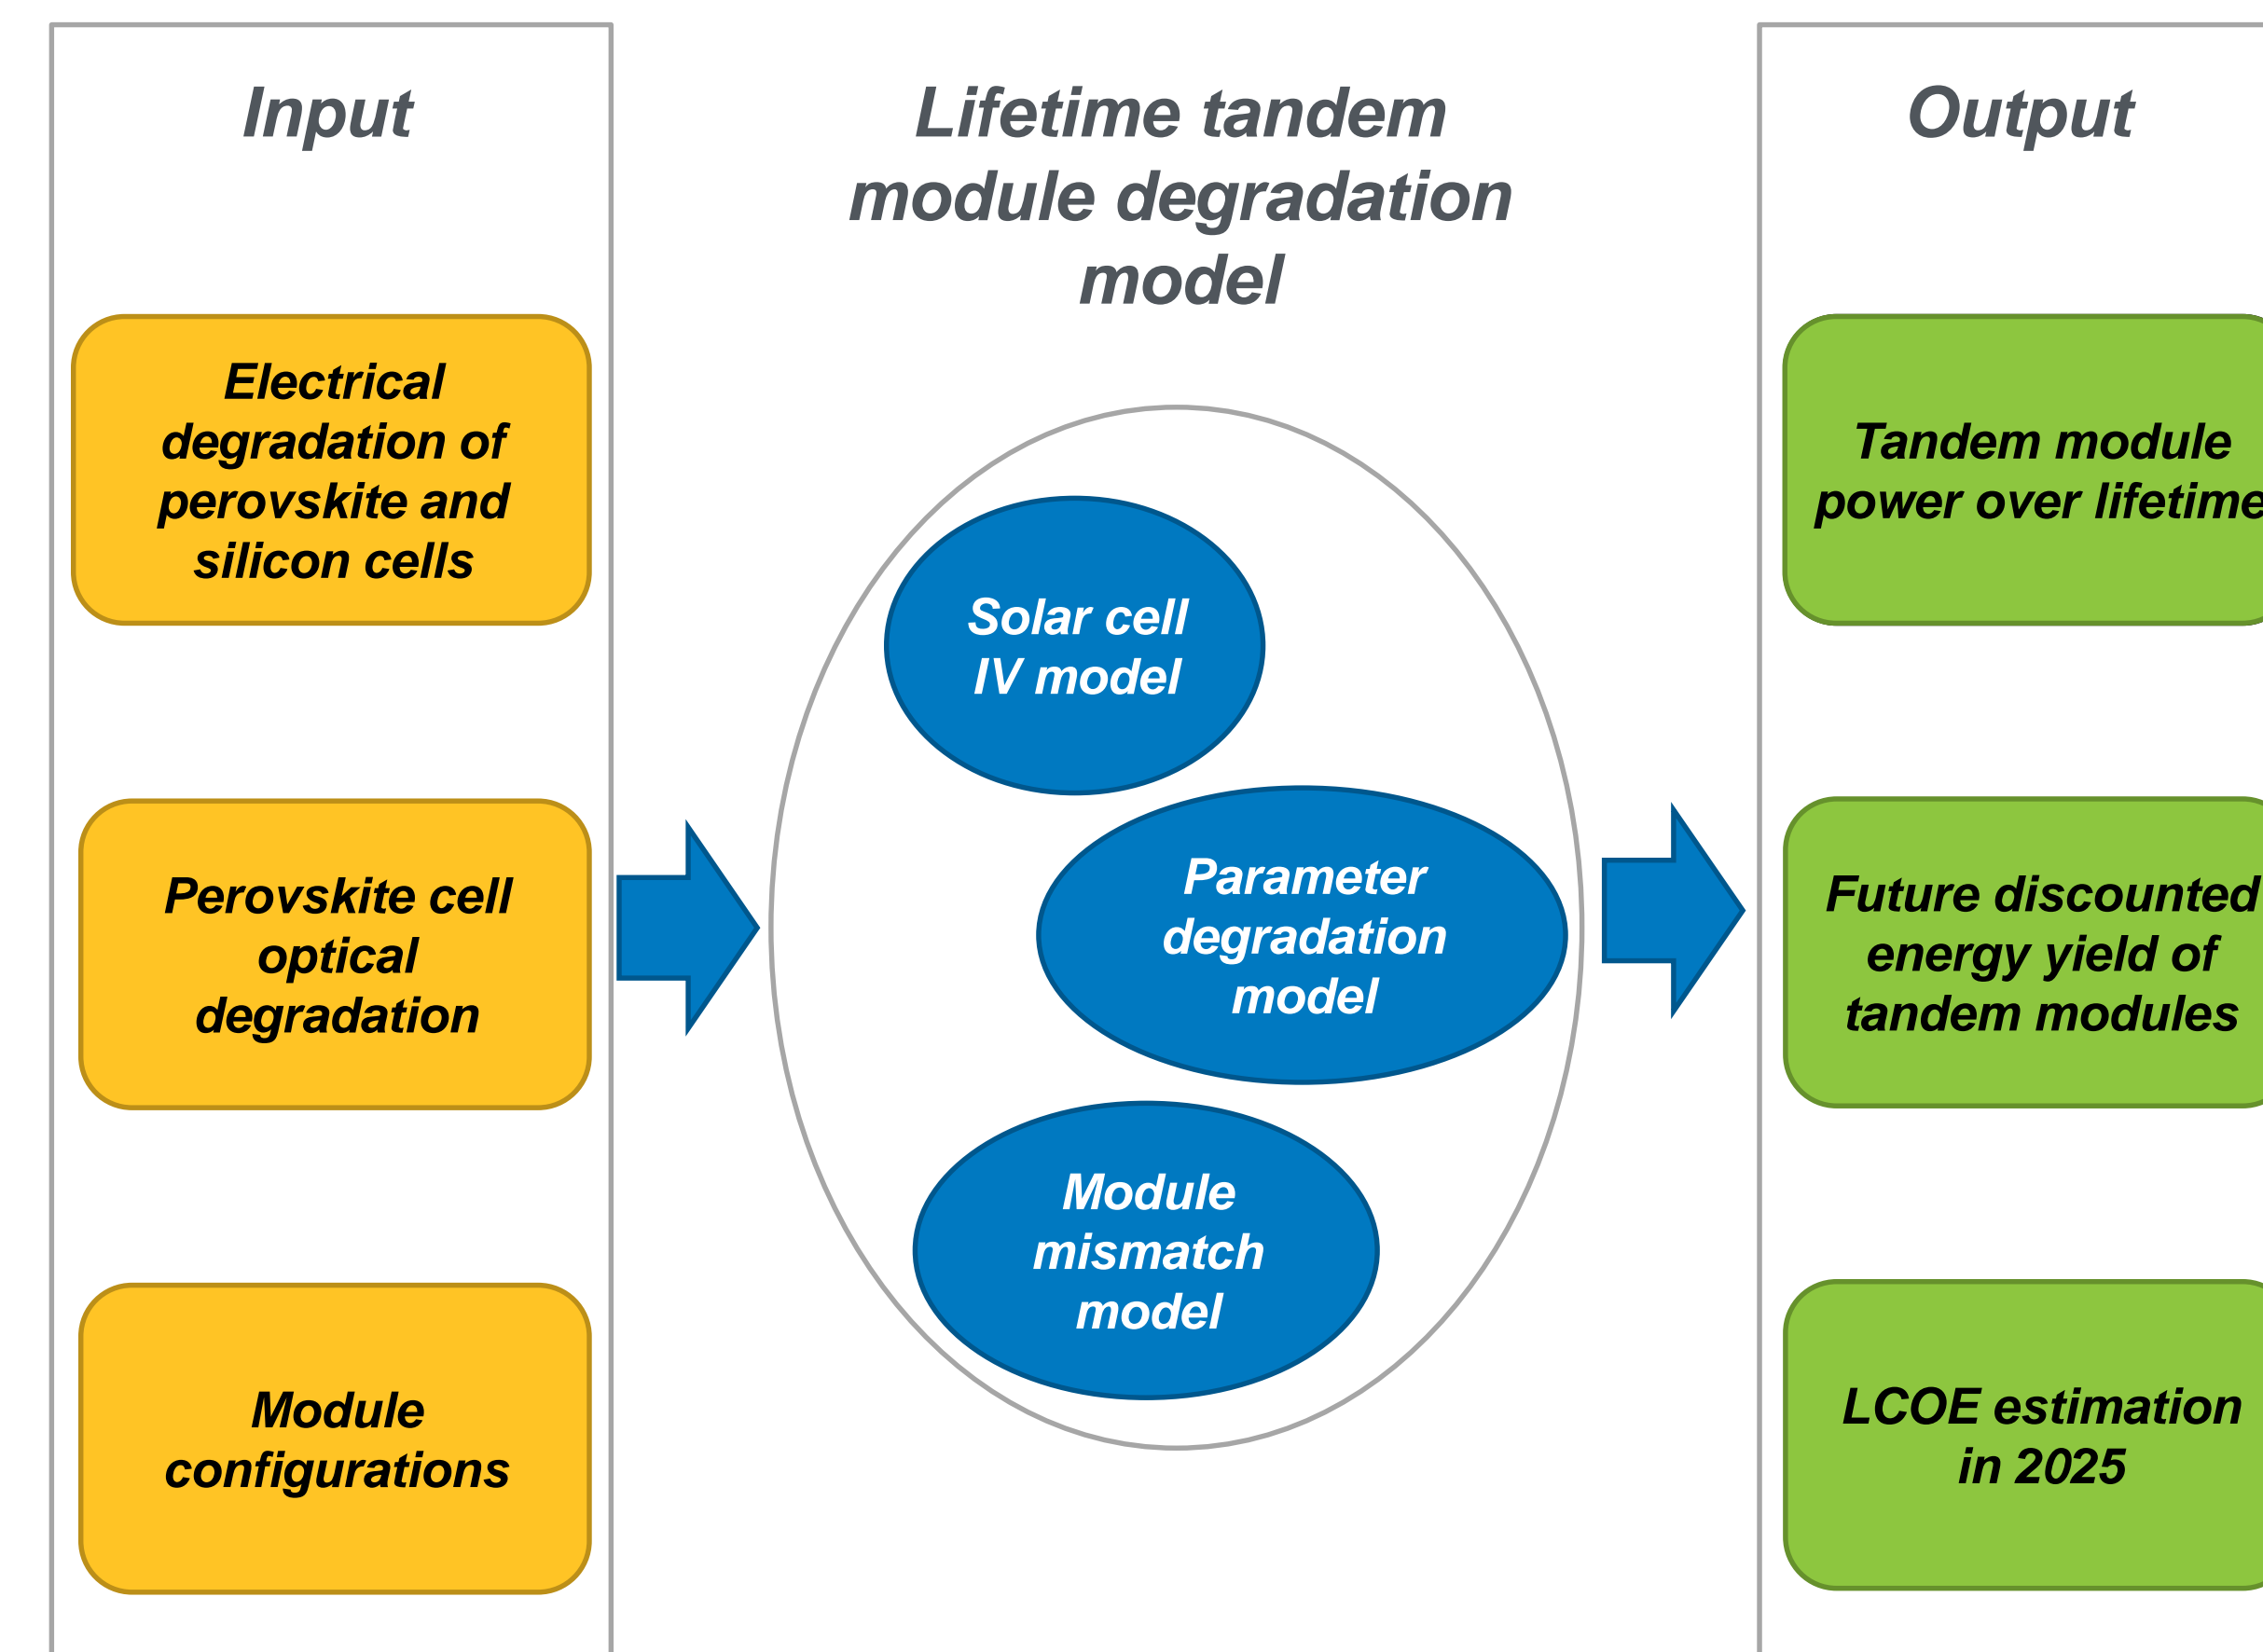 Input
Electrical
degradation of
perovskite and
silicon cells
Perovskite cell
optical
degradation
Module
configurations
Lifetime tandem
module degradation
model
Solar cell
IV model
Parameter
degradation
model
Module
mismatch
model
Output
Tandem module
power over lifetime
Future discounted
energy yield of
tandem modules
LCOE estimation
in 2025